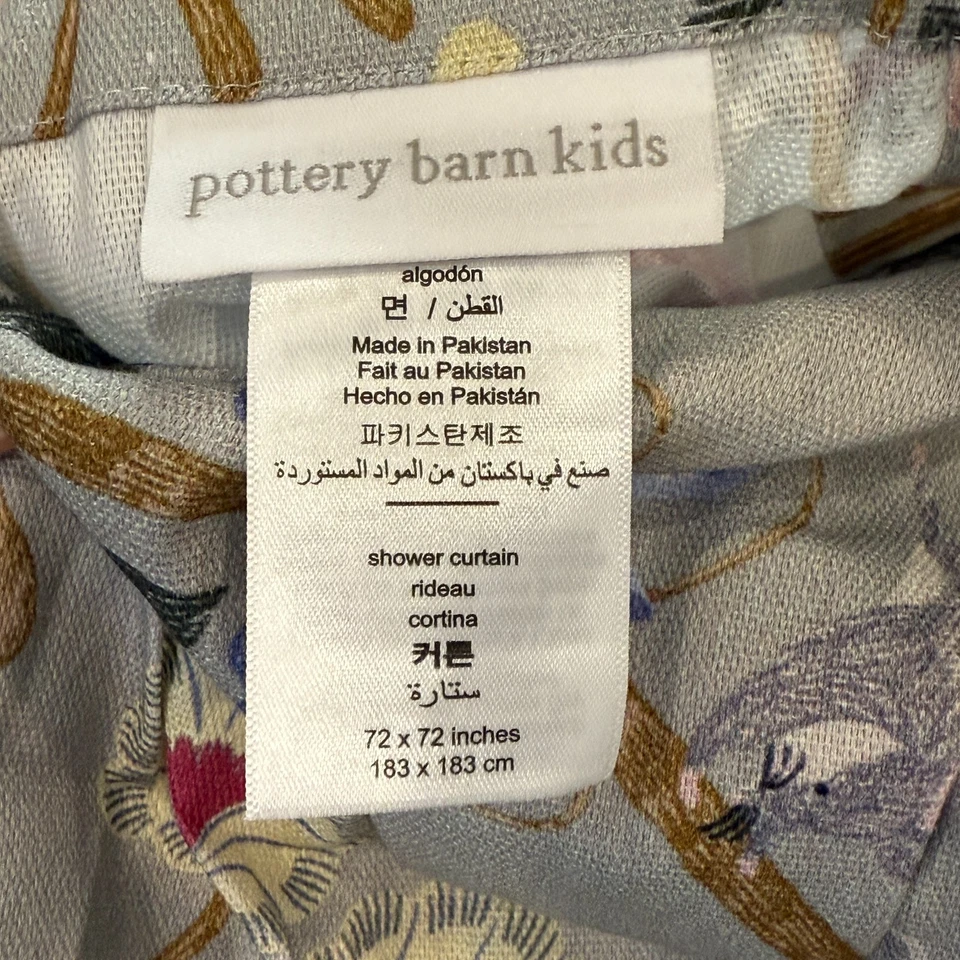 pottery barn kids
algodón
면 / القطن
Made in Pakistan
Fait au Pakistan
Hecho en Pakistán
파키스탄제조
صنع في باكستان من المواد المستوردة
shower curtain
rideau
cortina
커튼
ستارة
72 x 72 inches
183 x 183 cm